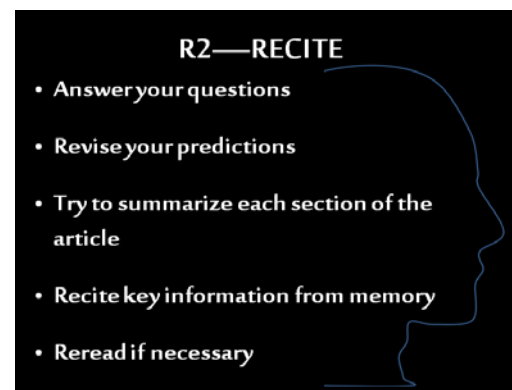 R2—RECITE
• Answer your questions
• Revise your predictions
• Try to summarize each section of the
article
• Recite key information from memory
• Reread if necessary